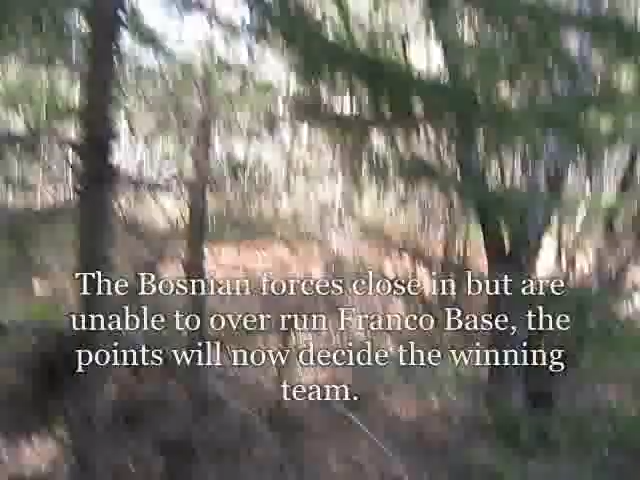 The Bosnian forces close in but are
unable to over run Franco Base, the
points will now decide the winning
team.